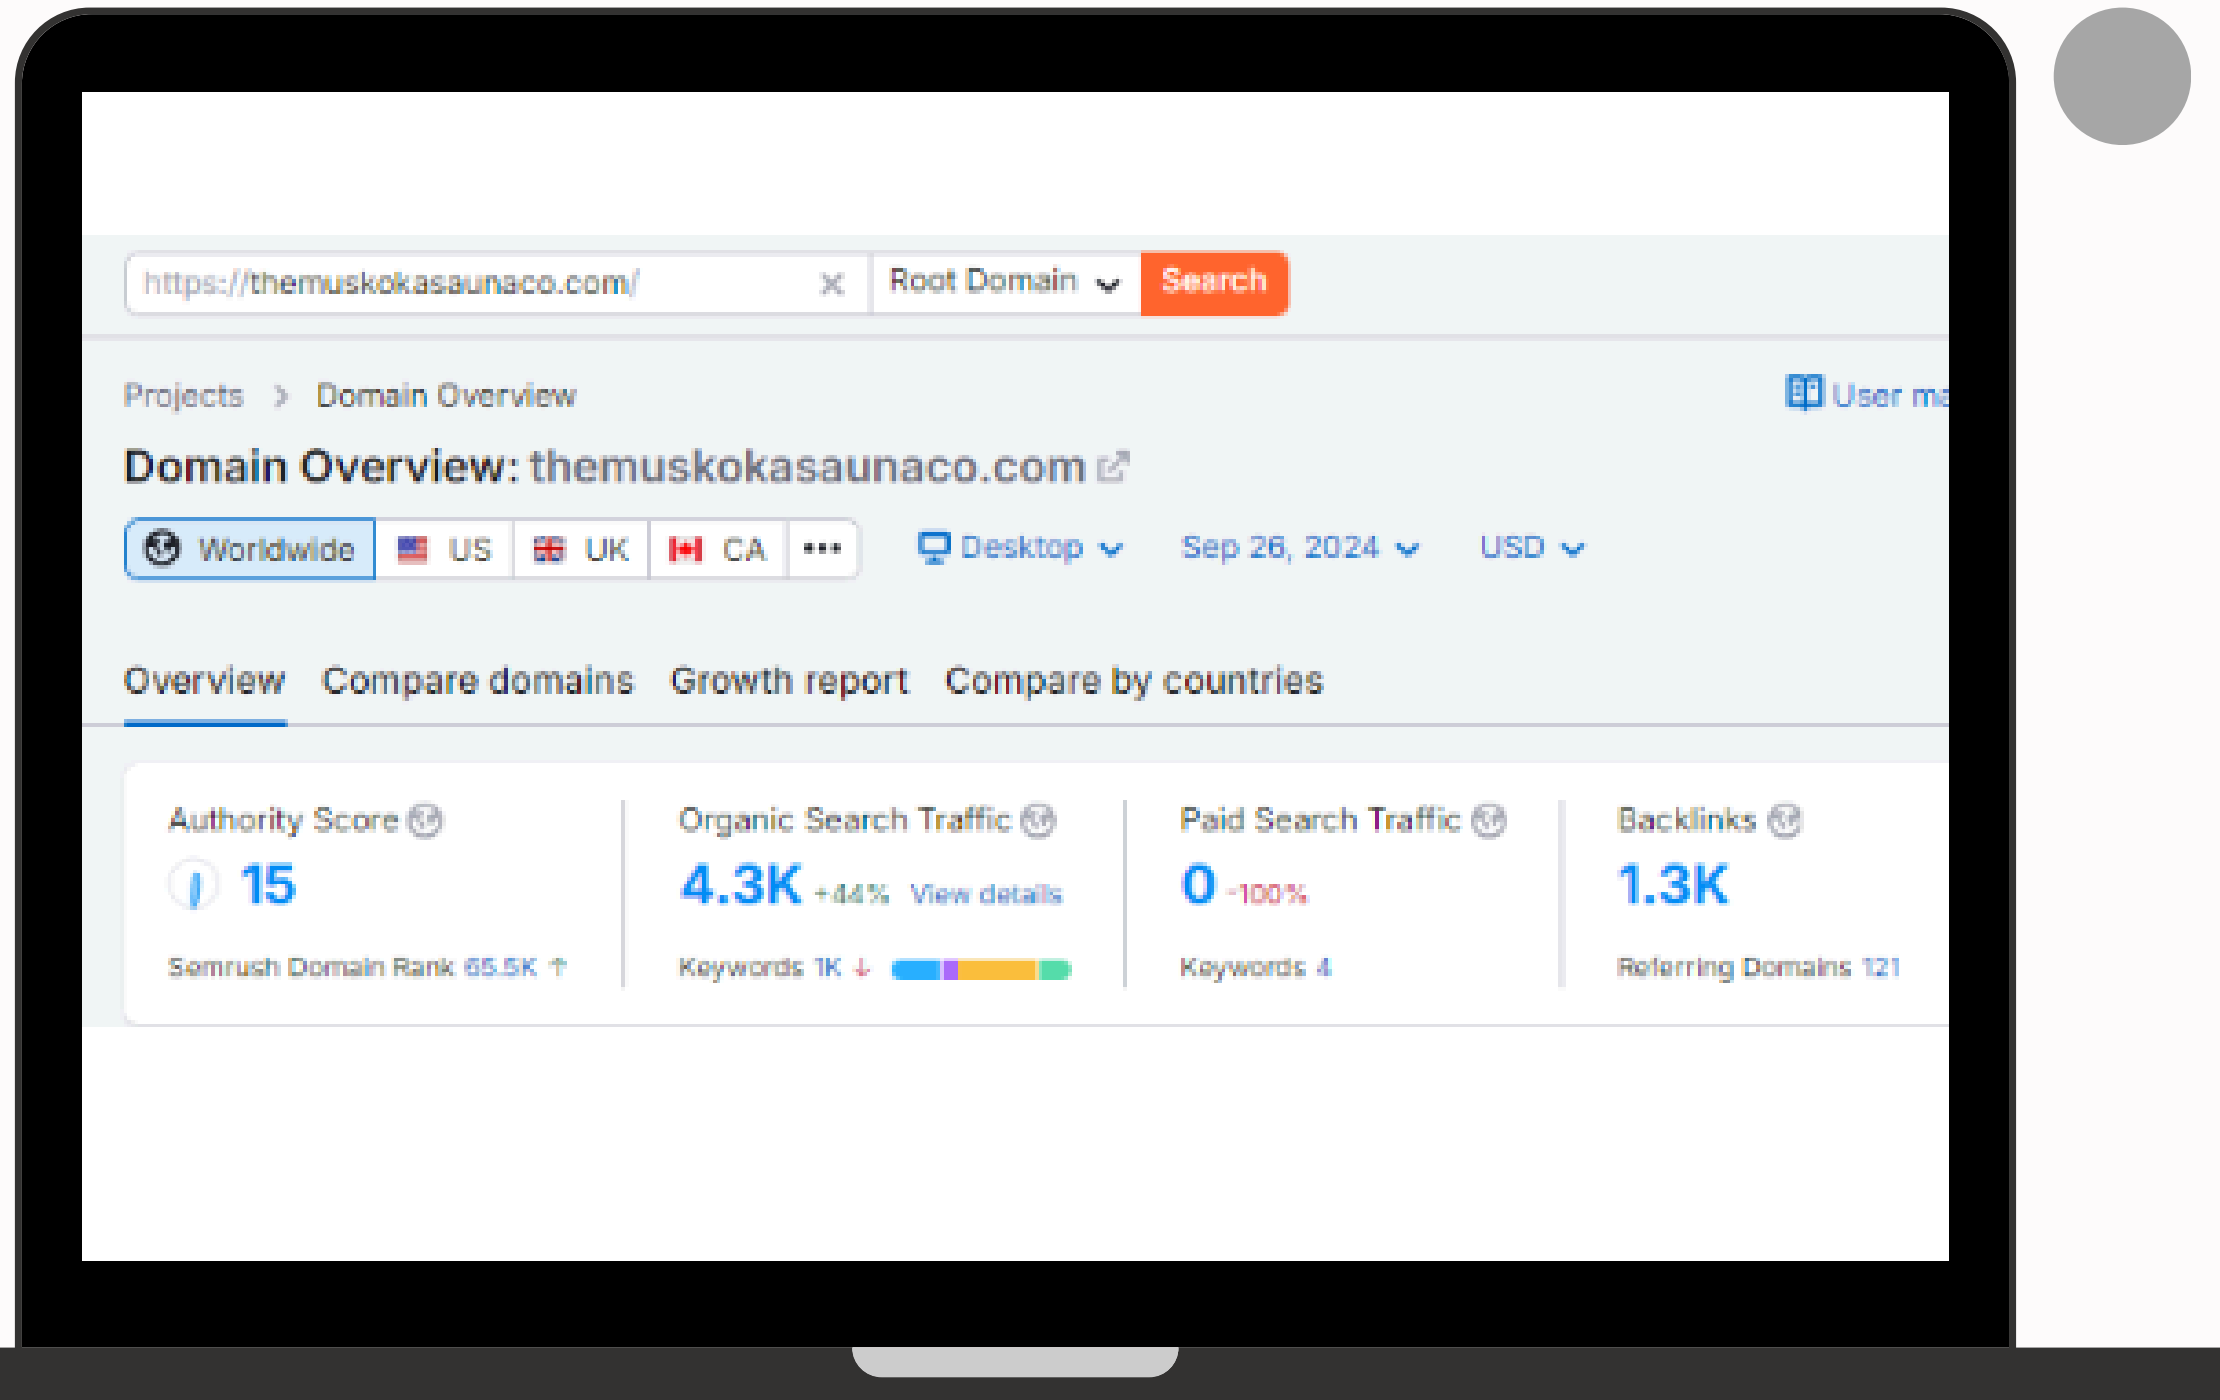 https://themuskokasaunaco.com/ × Root Domain Search
Projects > Domain Overview User ma
Domain Overview: themuskokasaunaco.com
Worldwide US UK CA ••• Desktop Sep 26, 2024 USD
Overview Compare domains Growth report Compare by countries
Authority Score Organic Search Traffic Paid Search Traffic Backlinks
15 4.3K +44% View details 0 -100% 1.3K
Semrush Domain Rank 65.5K ↑ Keywords 1K ↓ Keywords 4 Referring Domains 121